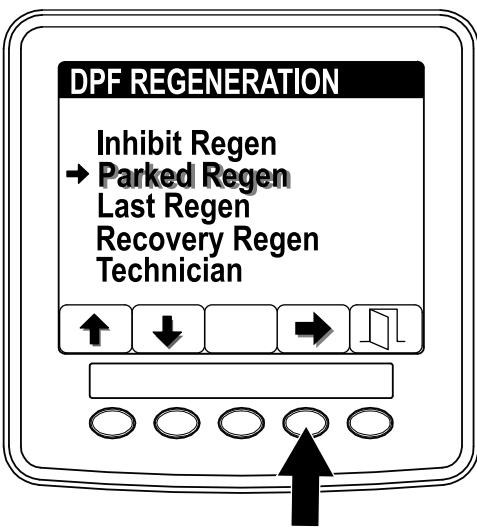 DPF REGENERATION
Inhibit Regen
Parked Regen
Last Regen
Recovery Regen
Technician